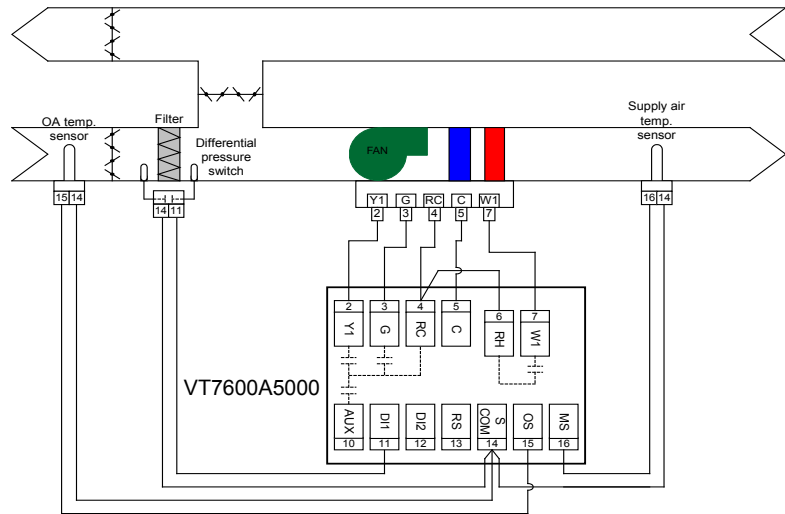 OA temp.
sensor
Filter
Differential
pressure
switch
FAN
Supply air
temp.
sensor
15 14
14 11
Y1 G RC C W1
2 3 4 5 7
16 14
2 3 4 5 6 7
Y1 G RC C RH W1
VT7600A5000
AUX DI1 DI2 RS S COM OS MS
10 11 12 13 14 15 16